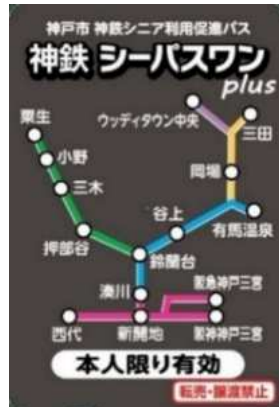 神戸市 神鉄シニア利用促進パス
神鉄 シーパスワン
plus
粟生
ウッディタウン中央
三田
小野
三木
岡場
谷上
有馬温泉
押部谷
鈴蘭台
湊川
阪急神戸三宮
西代
新開地
阪神神戸三宮
本人限り有効
転売・譲渡禁止